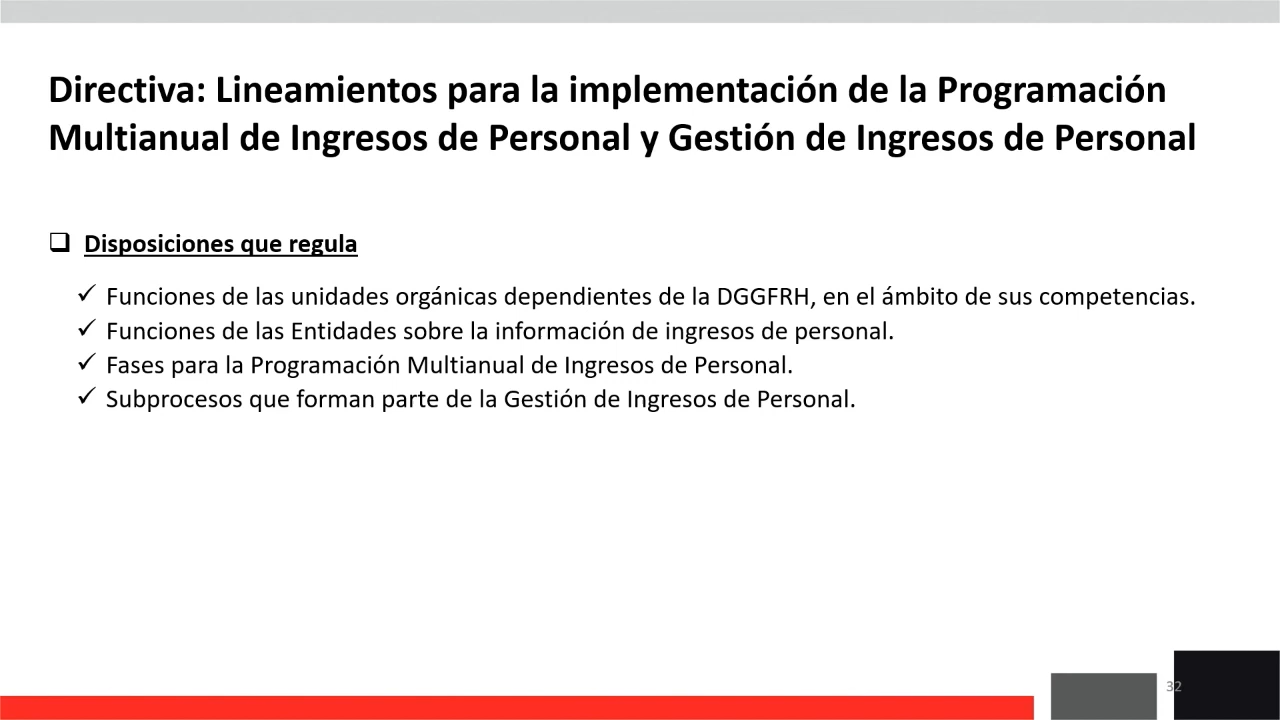 Directiva: Lineamientos para la implementación de la Programación
Multianual de Ingresos de Personal y Gestión de Ingresos de Personal
❑ Disposiciones que regula
✓ Funciones de las unidades orgánicas dependientes de la DGGFRH, en el ámbito de sus competencias.
✓ Funciones de las Entidades sobre la información de ingresos de personal.
✓ Fases para la Programación Multianual de Ingresos de Personal.
✓ Subprocesos que forman parte de la Gestión de Ingresos de Personal.
32